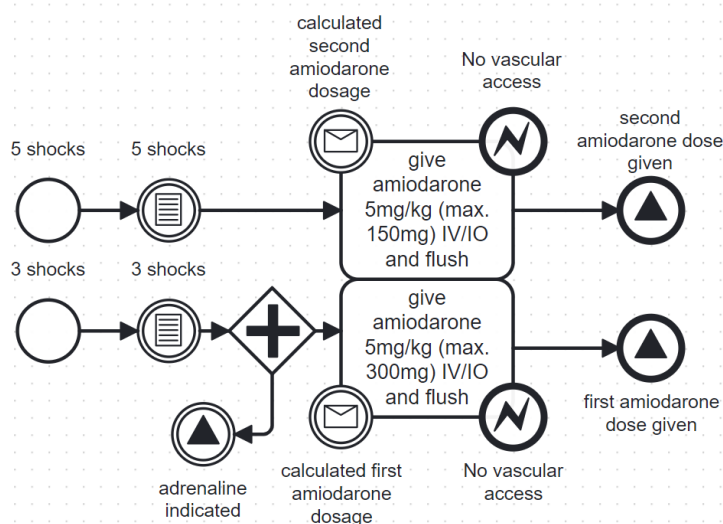 calculated
second
amiodarone
dosage
No vascular
access
second
amiodarone dose
given
5 shocks
5 shocks
give
amiodarone
5mg/kg (max.
150mg) IV/IO
and flush
3 shocks
3 shocks
give
amiodarone
5mg/kg (max.
300mg) IV/IO
and flush
first amiodarone
dose given
adrenaline
indicated
calculated first
amiodarone
dosage
No vascular
access